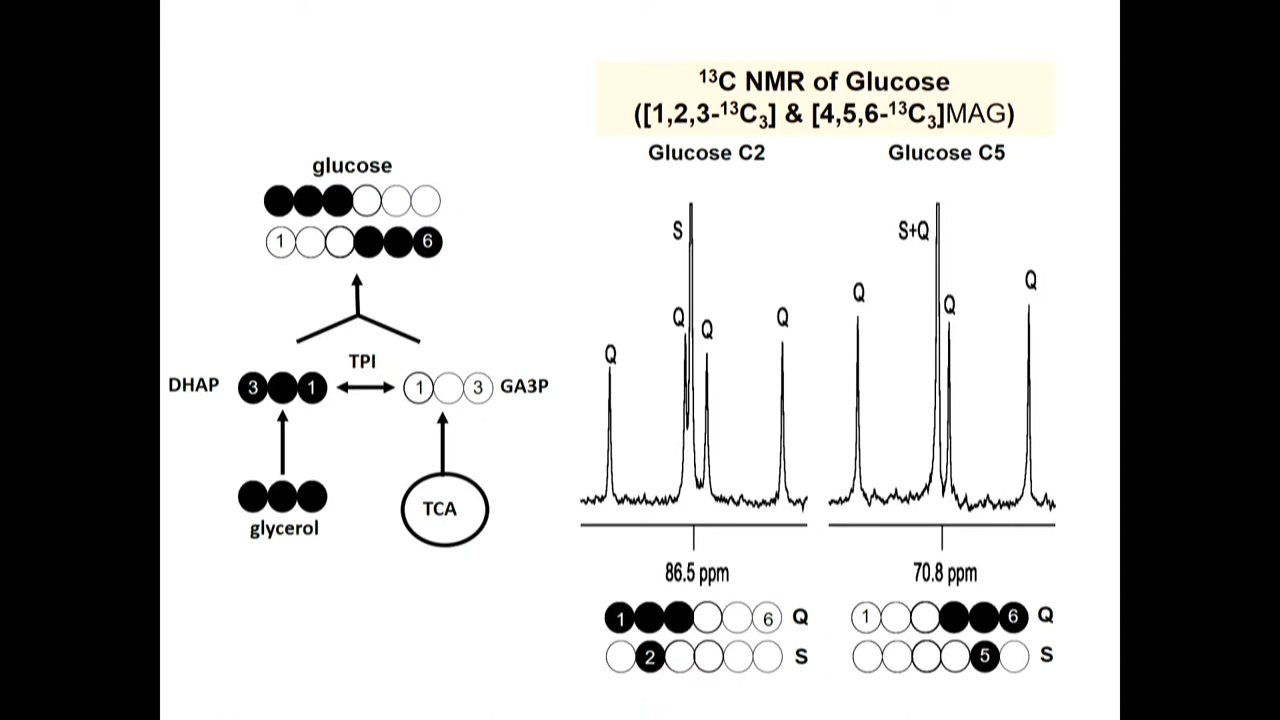 ¹³C NMR of Glucose
([1,2,3-¹³C₃] & [4,5,6-¹³C₃]MAG)
Glucose C2
Glucose C5
glucose
1 6
DHAP 3 1 TPI 1 3 GA3P
glycerol
TCA
S
Q
Q
Q
Q
S+Q
Q
Q
Q
86.5 ppm
70.8 ppm
1 6 Q
2 S
1 6 Q
5 S